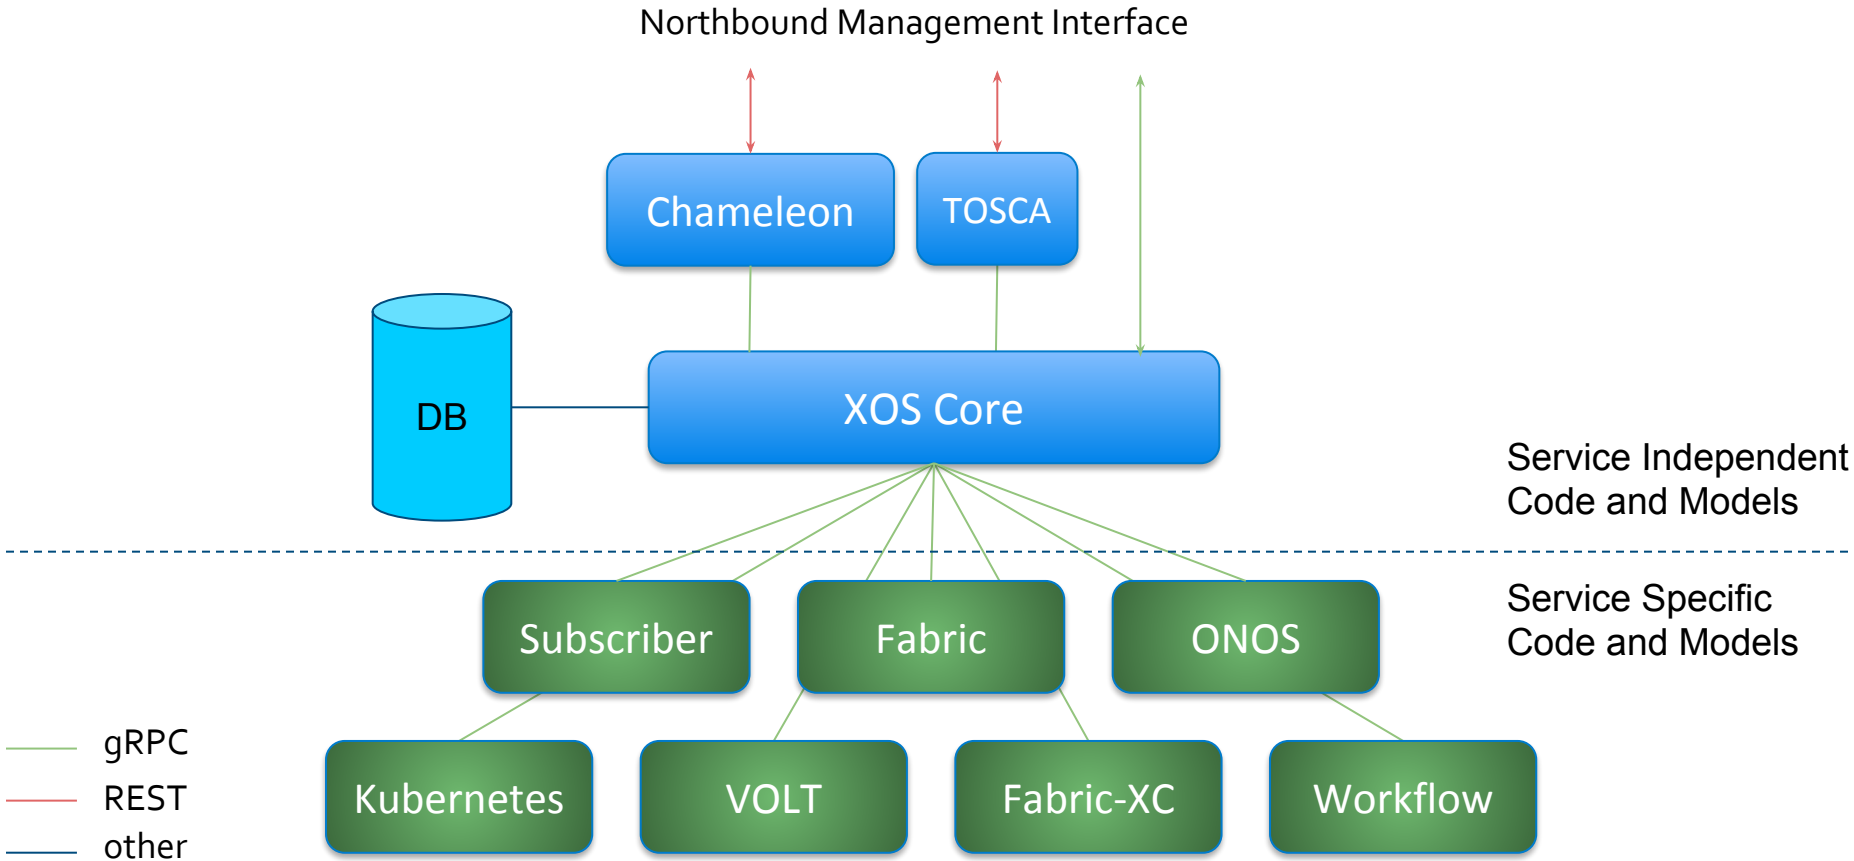 Northbound Management Interface
Chameleon
TOSCA
DB
XOS Core
Service Independent
Code and Models
Service Specific
Code and Models
Subscriber
Fabric
ONOS
Kubernetes
VOLT
Fabric-XC
Workflow
gRPC
REST
other